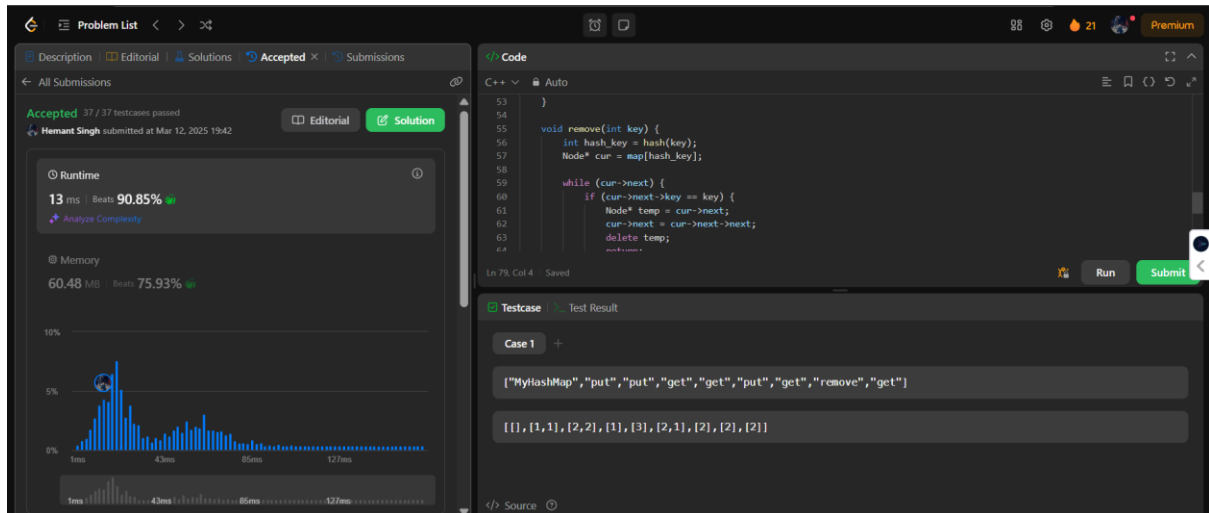 Problem List
21
Premium
Description
Editorial
Solutions
Accepted
Submissions
All Submissions
Accepted 37 / 37 testcases passed
Hemant Singh submitted at Mar 12, 2025 19:42
Editorial
Solution
Runtime
13 ms Beats 90.85%
Analyze Complexity
Memory
60.48 MB Beats 75.93%
10%
5%
0%
1ms 43ms 85ms 127ms
1ms 43ms 85ms 127ms
</> Code
C++ Auto
53 }
54
55 void remove(int key) {
56 int hash_key = hash(key);
57 Node* cur = map[hash_key];
58
59 while (cur->next) {
60 if (cur->next->key == key) {
61 Node* temp = cur->next;
62 cur->next = cur->next->next;
63 delete temp;
64 return;
Ln 79, Col 4 Saved
Run
Submit
Testcase
Test Result
Case 1 +
["MyHashMap","put","put","get","get","put","get","remove","get"]
[[],[1,1],[2,2],[1],[3],[2,1],[2],[2],[2]]
</> Source